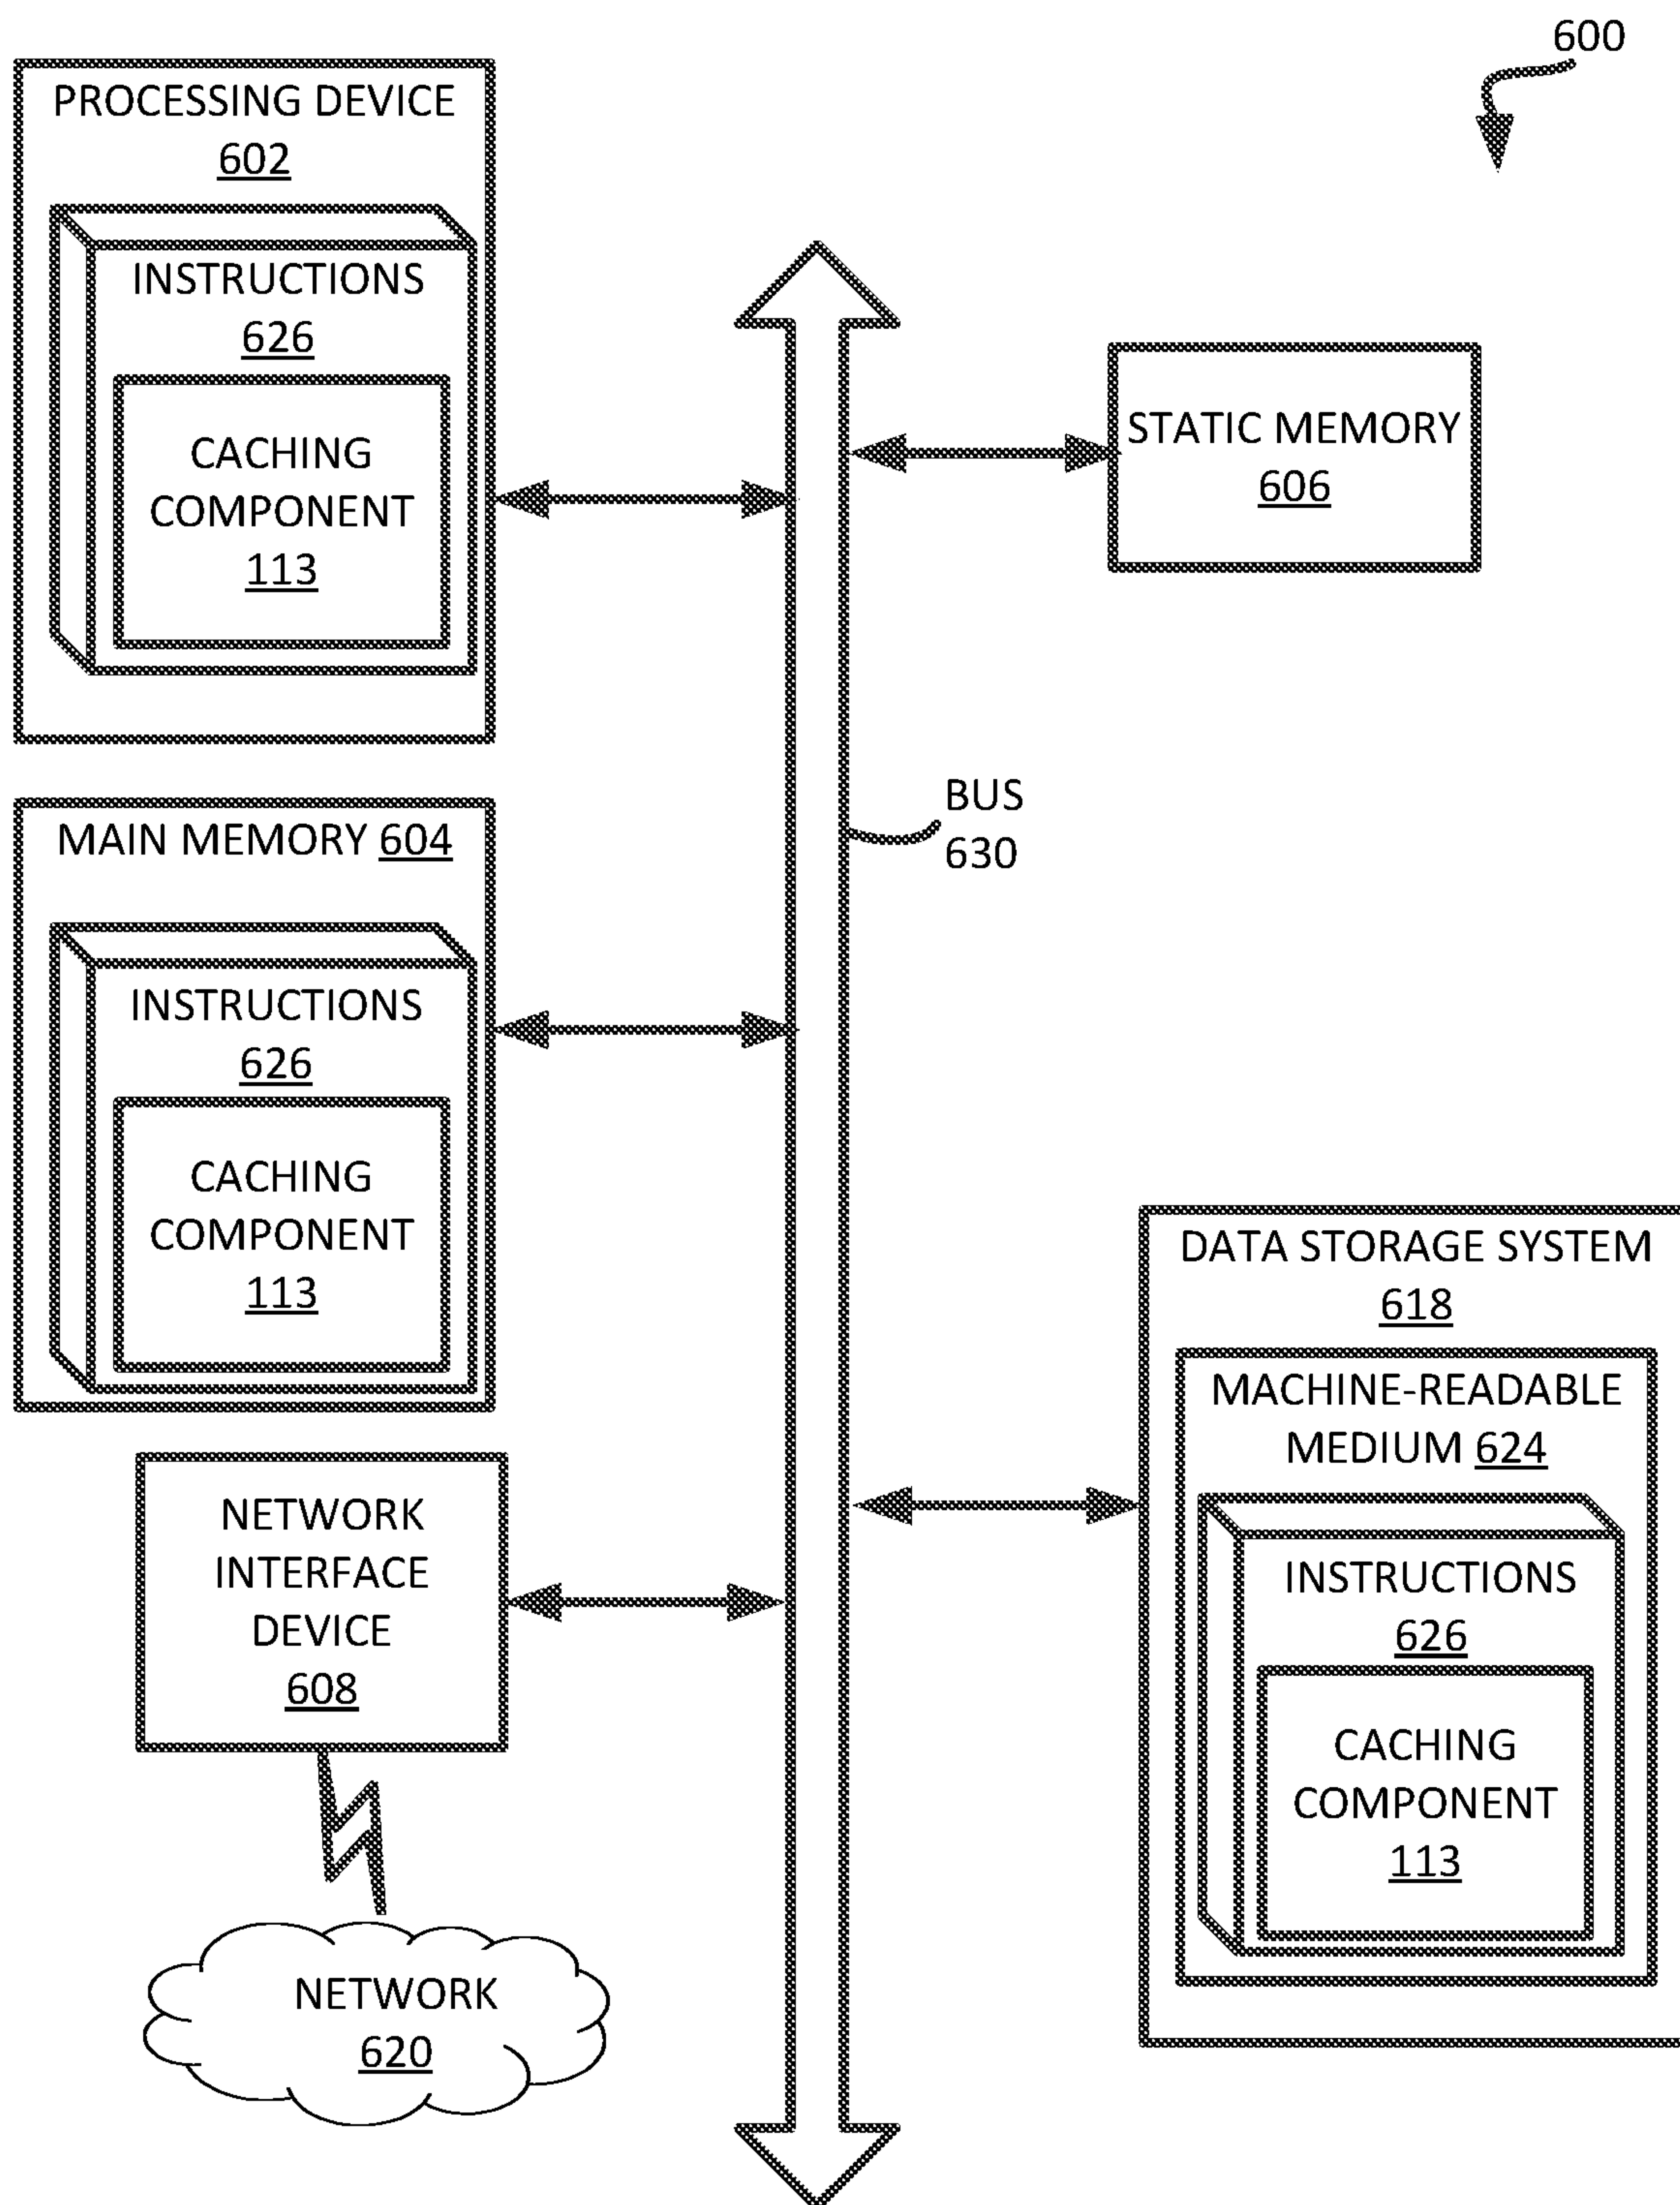 600
PROCESSING DEVICE
602
INSTRUCTIONS
626
CACHING
COMPONENT
113
STATIC MEMORY
606
BUS
630
MAIN MEMORY 604
INSTRUCTIONS
626
CACHING
COMPONENT
113
DATA STORAGE SYSTEM
618
MACHINE-READABLE
MEDIUM 624
INSTRUCTIONS
626
CACHING
COMPONENT
113
NETWORK
INTERFACE
DEVICE
608
NETWORK
620